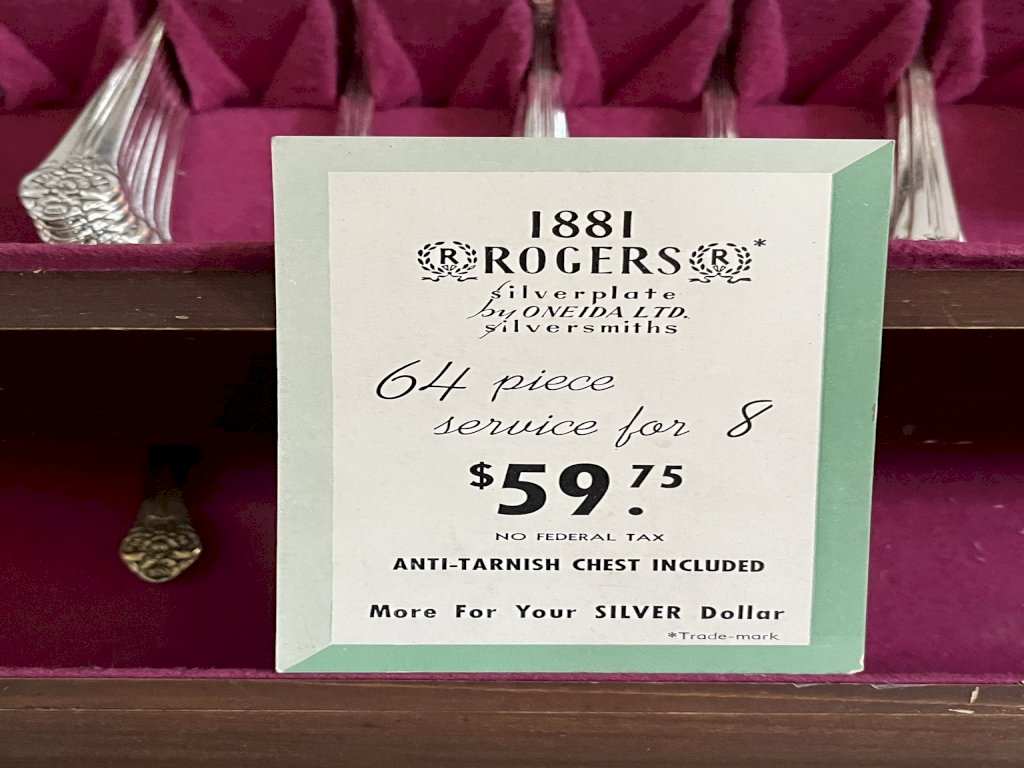 1881
R ROGERS R *
silverplate
by ONEIDA LTD.
silversmiths
64 piece
service for 8
$59.75
NO FEDERAL TAX
ANTI-TARNISH CHEST INCLUDED
More For Your SILVER Dollar
*Trade-mark